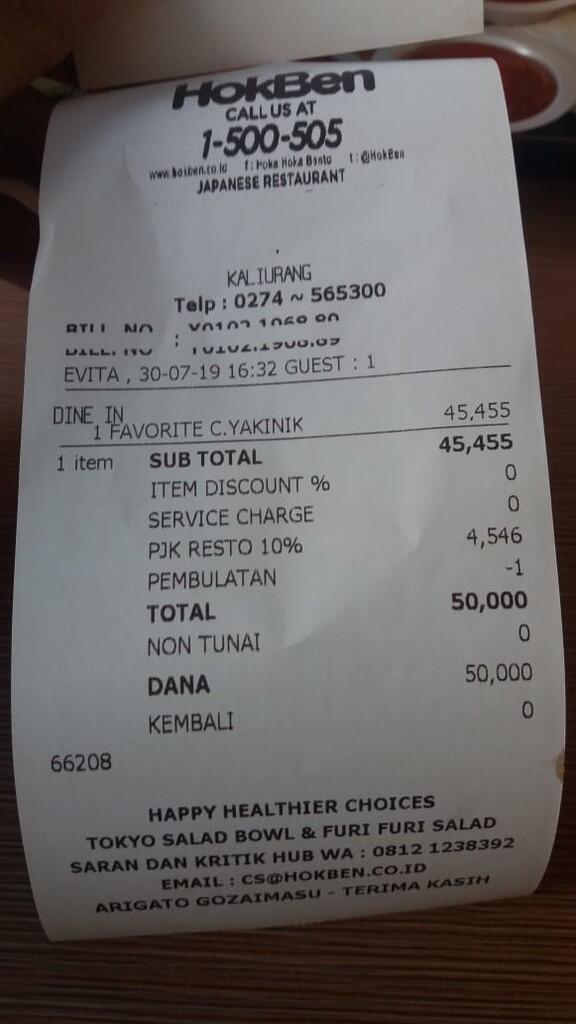 HokBen
CALL US AT
1-500-505
www.hokben.co.id f: Hoka Hoka Bento t: @HokBen
JAPANESE RESTAURANT
KALIURANG
Telp : 0274 ~ 565300
BILL NO :
EVITA , 30-07-19 16:32 GUEST : 1
DINE IN
1 FAVORITE C.YAKINIK 45,455
1 item SUB TOTAL 45,455
ITEM DISCOUNT % 0
SERVICE CHARGE 0
PJK RESTO 10% 4,546
PEMBULATAN -1
TOTAL 50,000
NON TUNAI 0
DANA 50,000
KEMBALI 0
66208
HAPPY HEALTHIER CHOICES
TOKYO SALAD BOWL & FURI FURI SALAD
SARAN DAN KRITIK HUB WA : 0812 1238392
EMAIL : CS@HOKBEN.CO.ID
ARIGATO GOZAIMASU - TERIMA KASIH